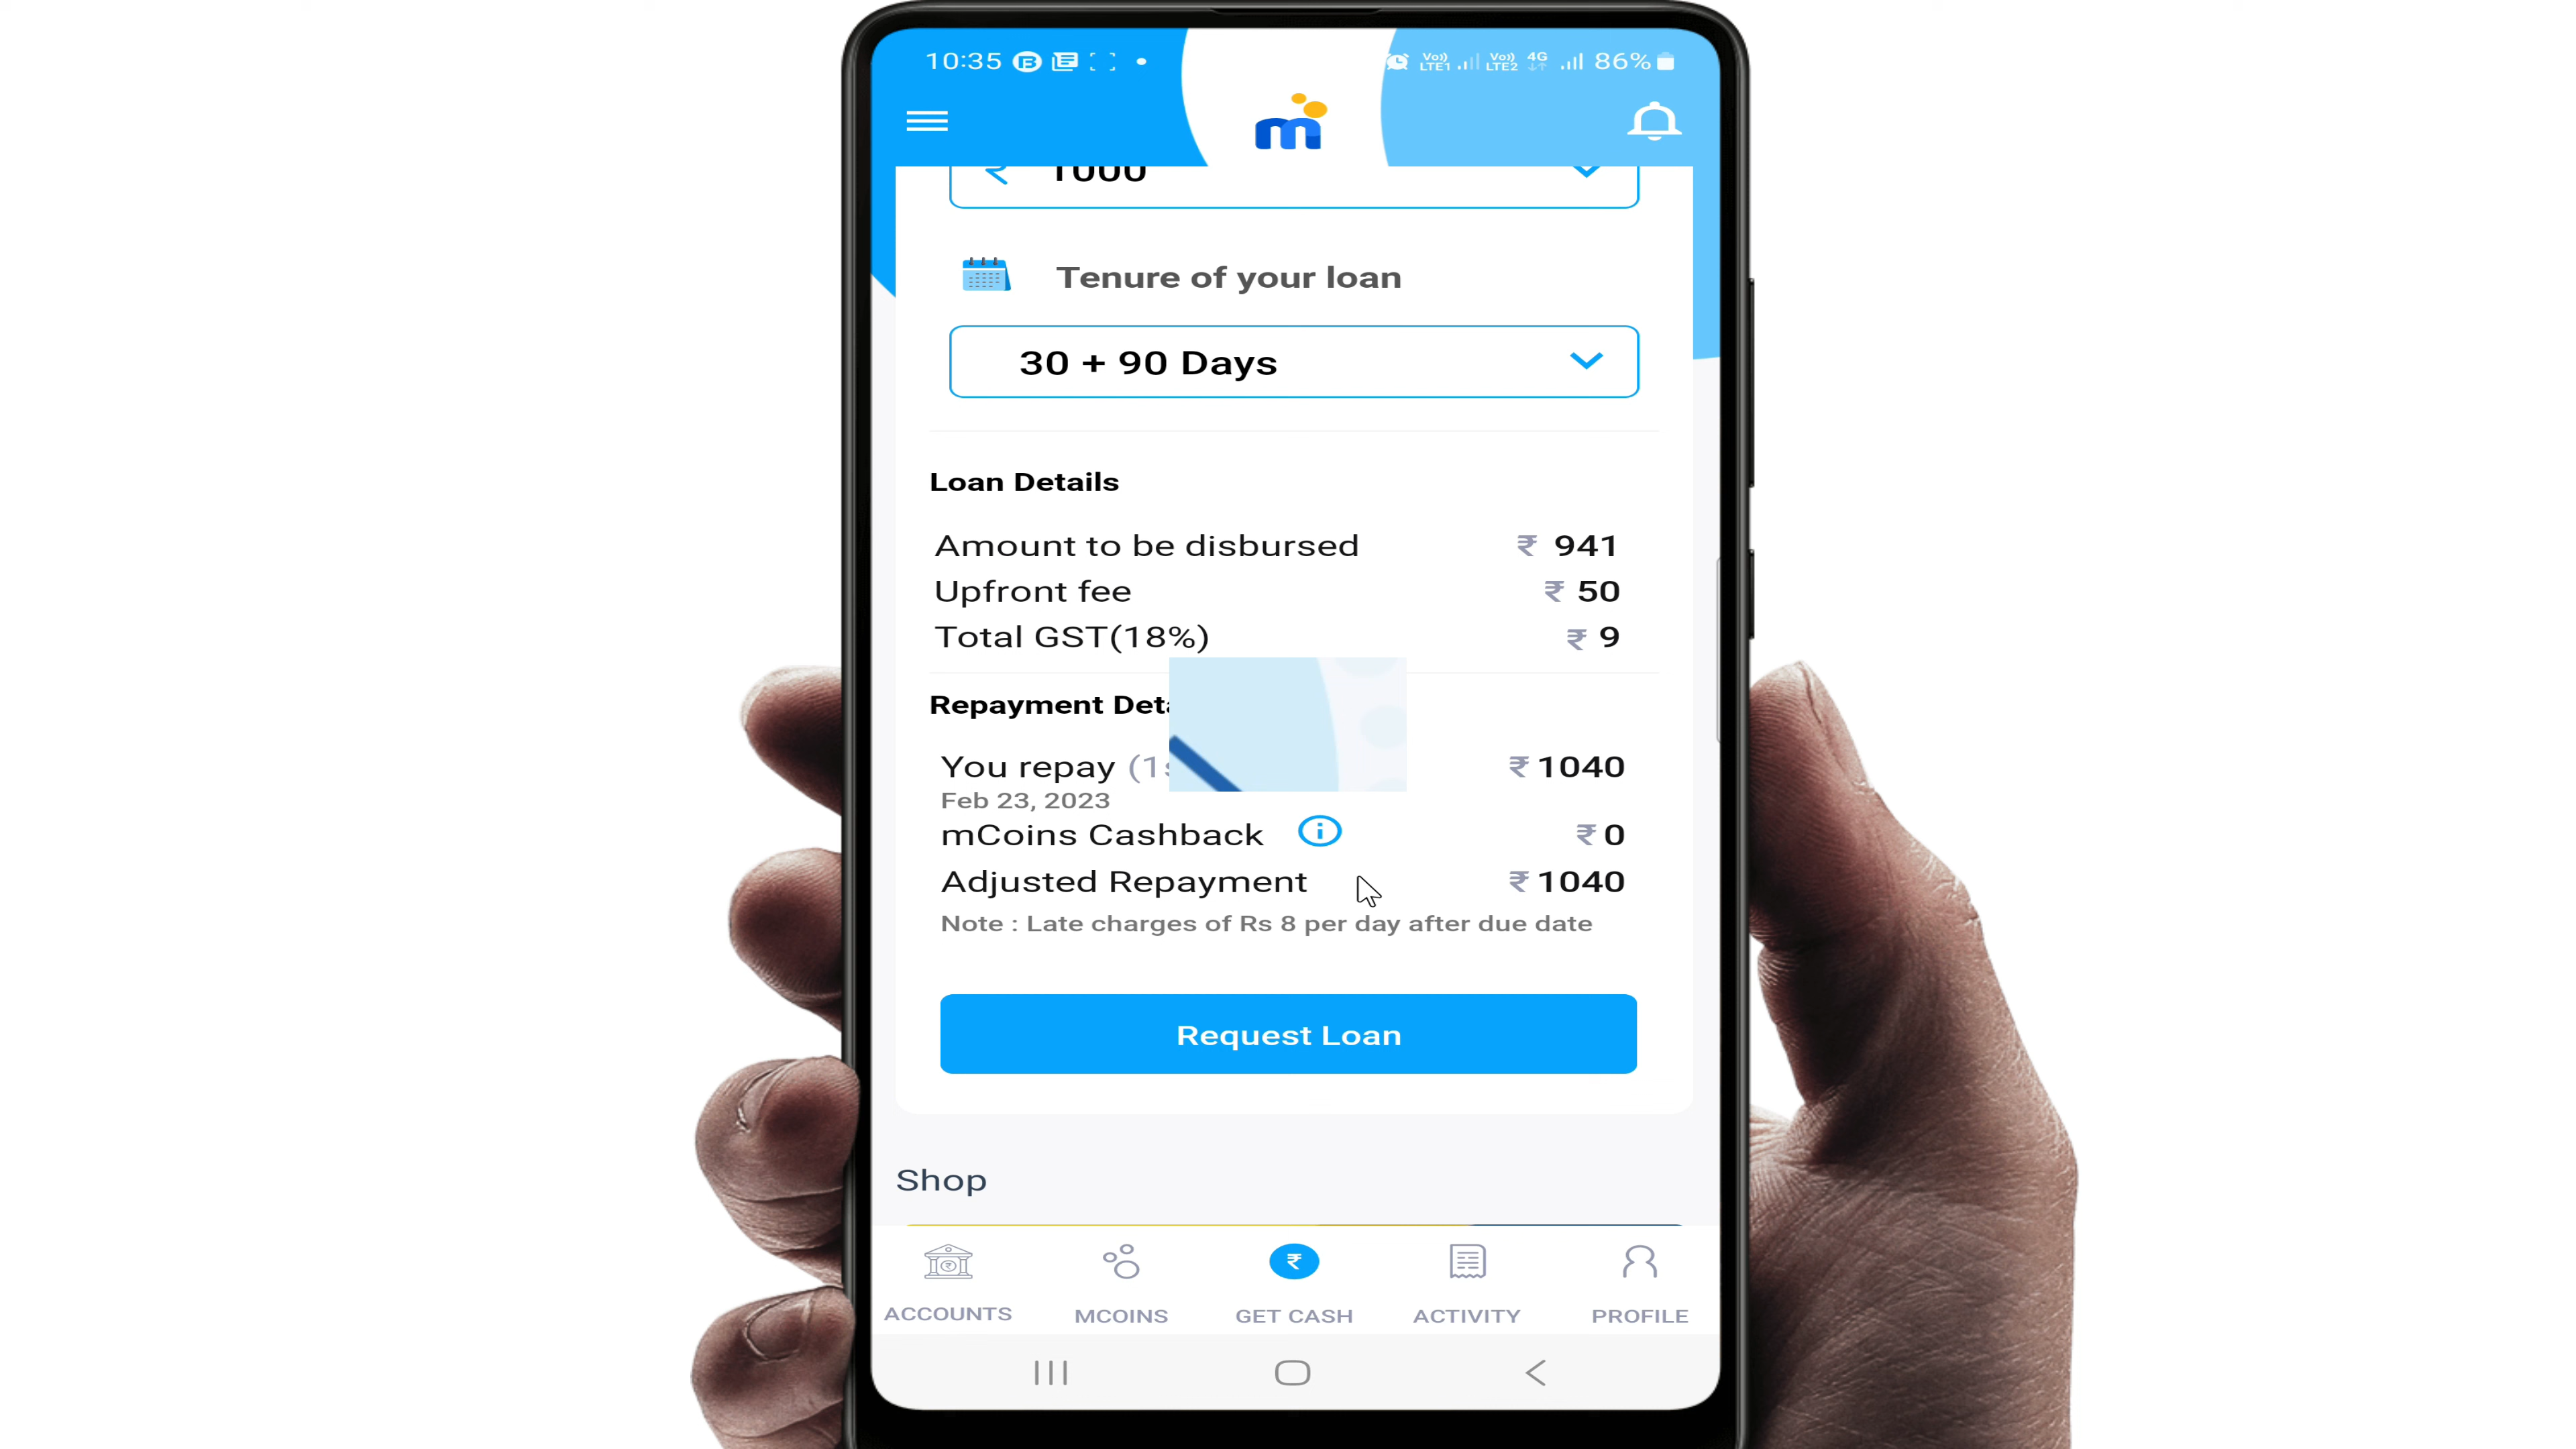 10:35 86%
₹ 1000
Tenure of your loan
30 + 90 Days
Loan Details
Amount to be disbursed ₹ 941
Upfront fee ₹ 50
Total GST(18%) ₹ 9
Repayment
You repay ₹ 1040
Feb 23, 2023
mCoins Cashback ₹ 0
Adjusted Repayment ₹ 1040
Note : Late charges of Rs 8 per day after due date
Request Loan
Shop
₹
ACCOUNTS MCOINS GET CASH ACTIVITY PROFILE